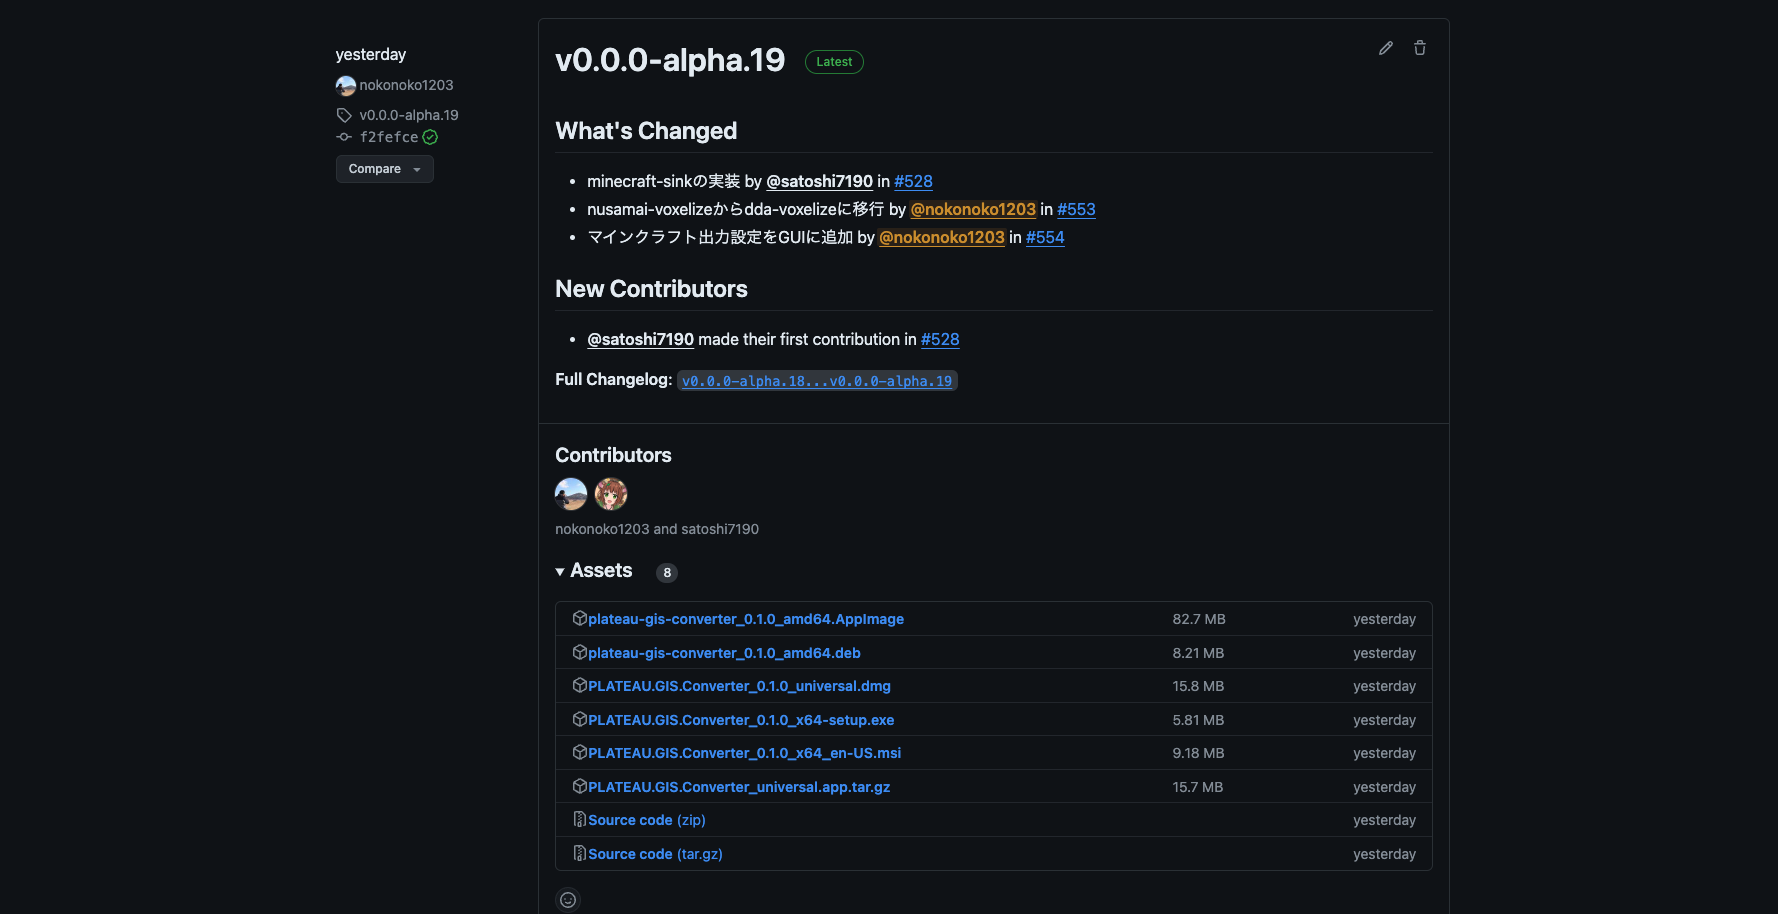 yesterday
nokonoko1203
v0.0.0-alpha.19
f2fefce
Compare
v0.0.0-alpha.19 Latest
What's Changed
minecraft-sinkの実装 by @satoshi7190 in #528
nusamai-voxelizeからdda-voxelizeに移行 by @nokonoko1203 in #553
マインクラフト出力設定をGUIに追加 by @nokonoko1203 in #554
New Contributors
@satoshi7190 made their first contribution in #528
Full Changelog: v0.0.0-alpha.18...v0.0.0-alpha.19
Contributors
nokonoko1203 and satoshi7190
Assets 8
plateau-gis-converter_0.1.0_amd64.AppImage 82.7 MB yesterday
plateau-gis-converter_0.1.0_amd64.deb 8.21 MB yesterday
PLATEAU.GIS.Converter_0.1.0_universal.dmg 15.8 MB yesterday
PLATEAU.GIS.Converter_0.1.0_x64-setup.exe 5.81 MB yesterday
PLATEAU.GIS.Converter_0.1.0_x64_en-US.msi 9.18 MB yesterday
PLATEAU.GIS.Converter_universal.app.tar.gz 15.7 MB yesterday
Source code (zip) yesterday
Source code (tar.gz) yesterday